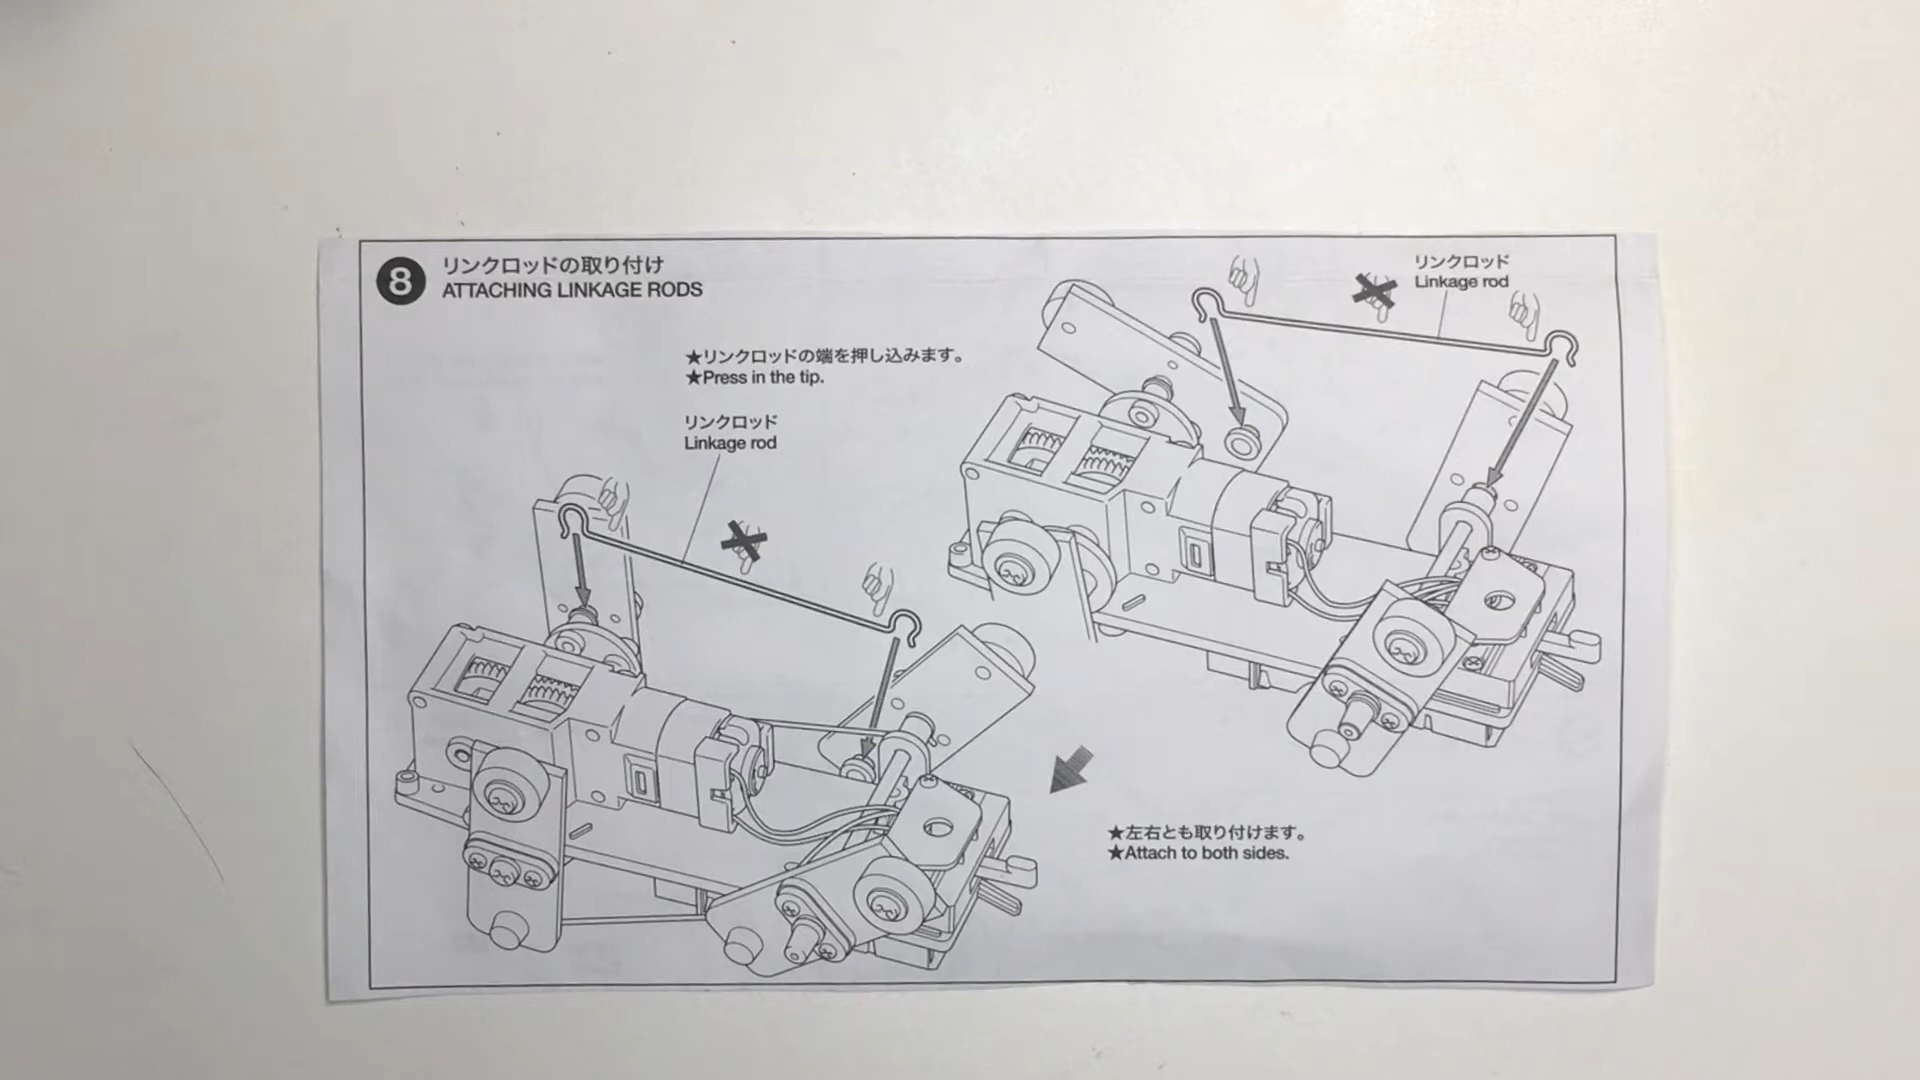 8
リンクロッドの取り付け
ATTACHING LINKAGE RODS
★リンクロッドの端を押し込みます。
★Press in the tip.
リンクロッド
Linkage rod
リンクロッド
Linkage rod
★左右とも取り付けます。
★Attach to both sides.